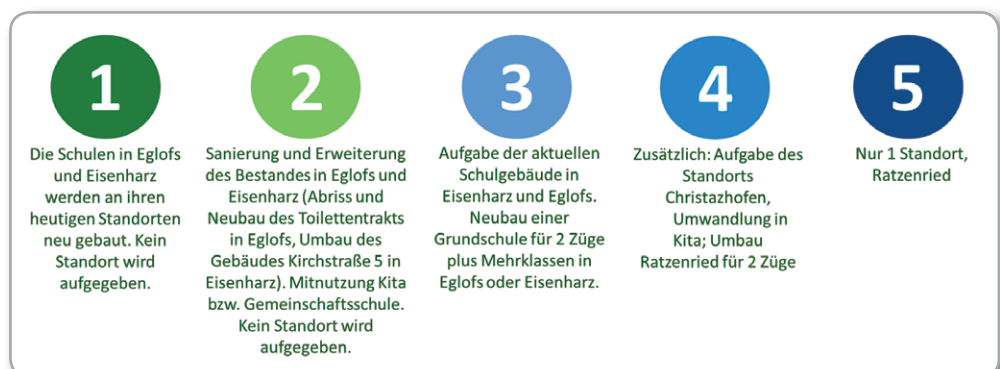 1
Die Schulen in Eglofs
und Eisenharz
werden an ihren
heutigen Standorten
neu gebaut. Kein
Standort wird
aufgegeben.
2
Sanierung und Erweiterung
des Bestandes in Eglofs und
Eisenharz (Abriss und
Neubau des Toilettentrakts
in Eglofs, Umbau des
Gebäudes Kirchstraße 5 in
Eisenharz). Mitnutzung Kita
bzw. Gemeinschaftsschule.
Kein Standort wird
aufgegeben.
3
Aufgabe der aktuellen
Schulgebäude in
Eisenharz und Eglofs.
Neubau einer
Grundschule für 2 Züge
plus Mehrklassen in
Eglofs oder Eisenharz.
4
Zusätzlich: Aufgabe des
Standorts
Christazhofen,
Umwandlung in
Kita; Umbau
Ratzenried für 2 Züge
5
Nur 1 Standort,
Ratzenried